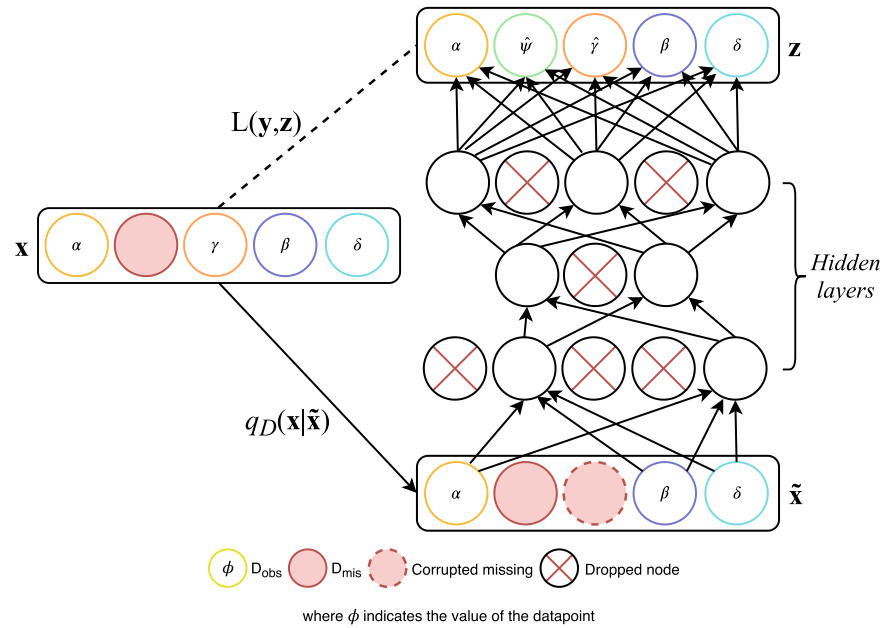 α ψ̂ γ̂ β δ z
L(y,z)
x α γ β δ
Hidden
layers
q_D(x|x̃)
α β δ x̃
ϕ D_obs D_mis Corrupted missing Dropped node
where ϕ indicates the value of the datapoint